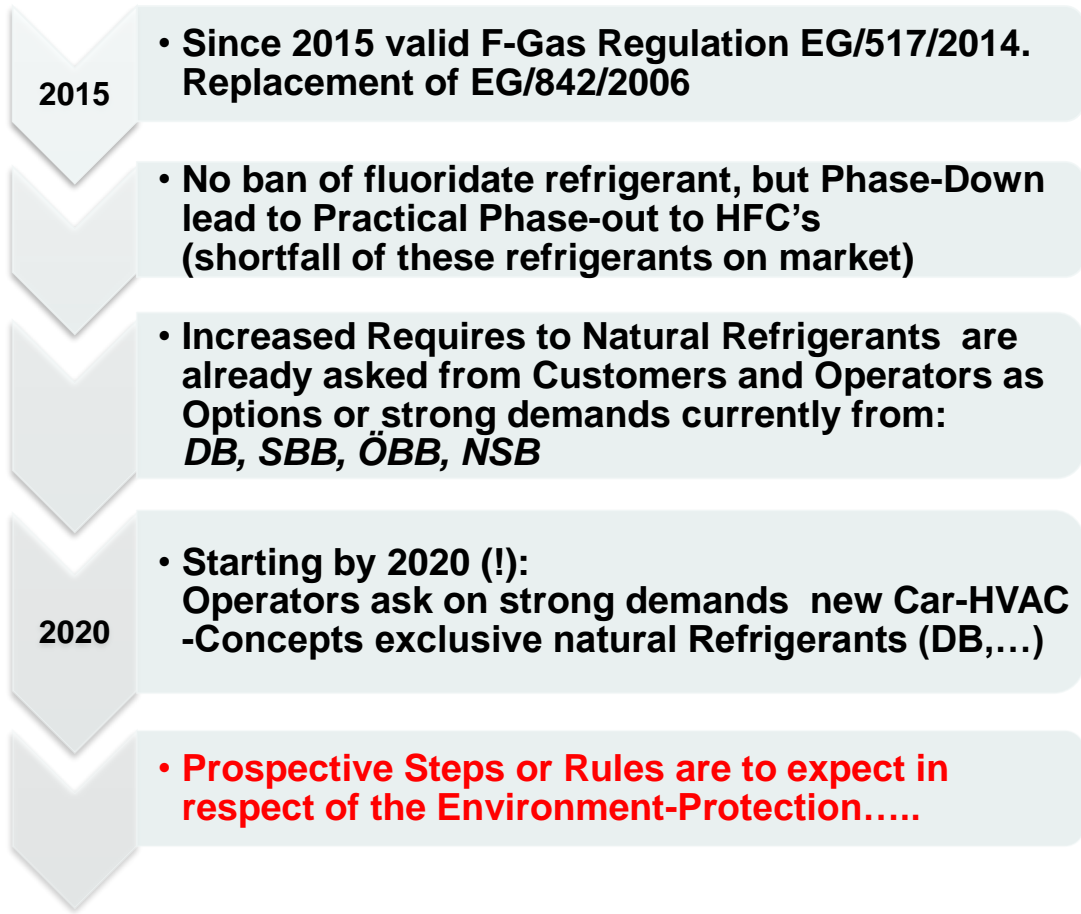 2015
• Since 2015 valid F-Gas Regulation EG/517/2014.
Replacement of EG/842/2006
• No ban of fluoridate refrigerant, but Phase-Down
lead to Practical Phase-out to HFC’s
(shortfall of these refrigerants on market)
• Increased Requires to Natural Refrigerants are
already asked from Customers and Operators as
Options or strong demands currently from:
DB, SBB, ÖBB, NSB
2020
• Starting by 2020 (!):
Operators ask on strong demands new Car-HVAC
-Concepts exclusive natural Refrigerants (DB,…)
• Prospective Steps or Rules are to expect in
respect of the Environment-Protection…..